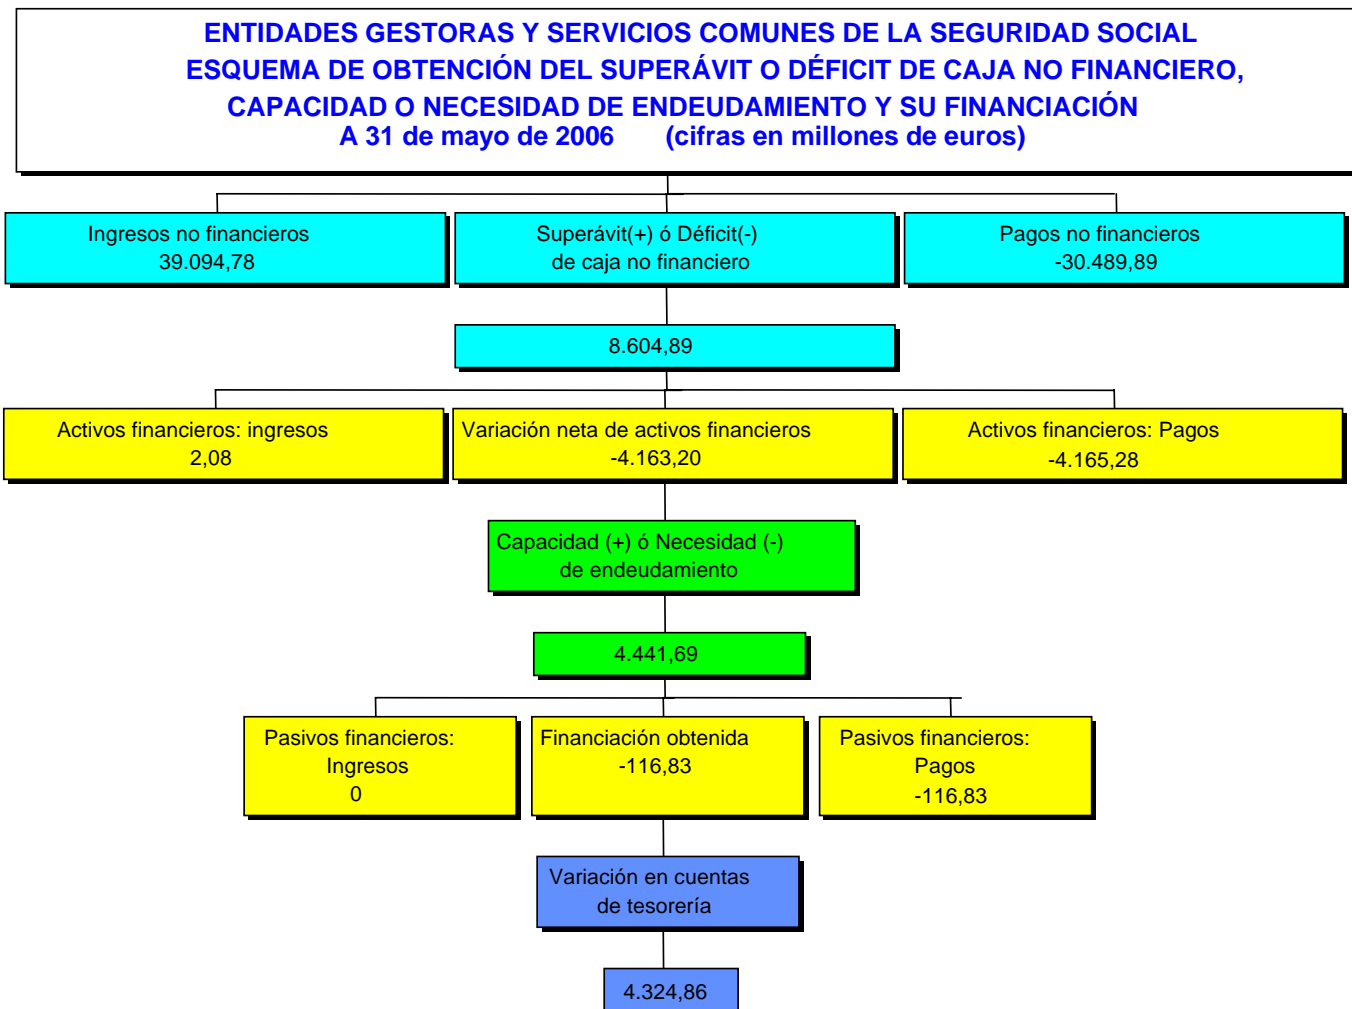 ENTIDADES GESTORAS Y SERVICIOS COMUNES DE LA SEGURIDAD SOCIAL
ESQUEMA DE OBTENCIÓN DEL SUPERÁVIT O DÉFICIT DE CAJA NO FINANCIERO,
CAPACIDAD O NECESIDAD DE ENDEUDAMIENTO Y SU FINANCIACIÓN
A 31 de mayo de 2006 (cifras en millones de euros)
Ingresos no financieros
39.094,78
Superávit(+) ó Déficit(-)
de caja no financiero
Pagos no financieros
-30.489,89
8.604,89
Activos financieros: ingresos
2,08
Variación neta de activos financieros
-4.163,20
Activos financieros: Pagos
-4.165,28
Capacidad (+) ó Necesidad (-)
de endeudamiento
4.441,69
Pasivos financieros:
Ingresos
0
Financiación obtenida
-116,83
Pasivos financieros:
Pagos
-116,83
Variación en cuentas
de tesorería
4.324,86